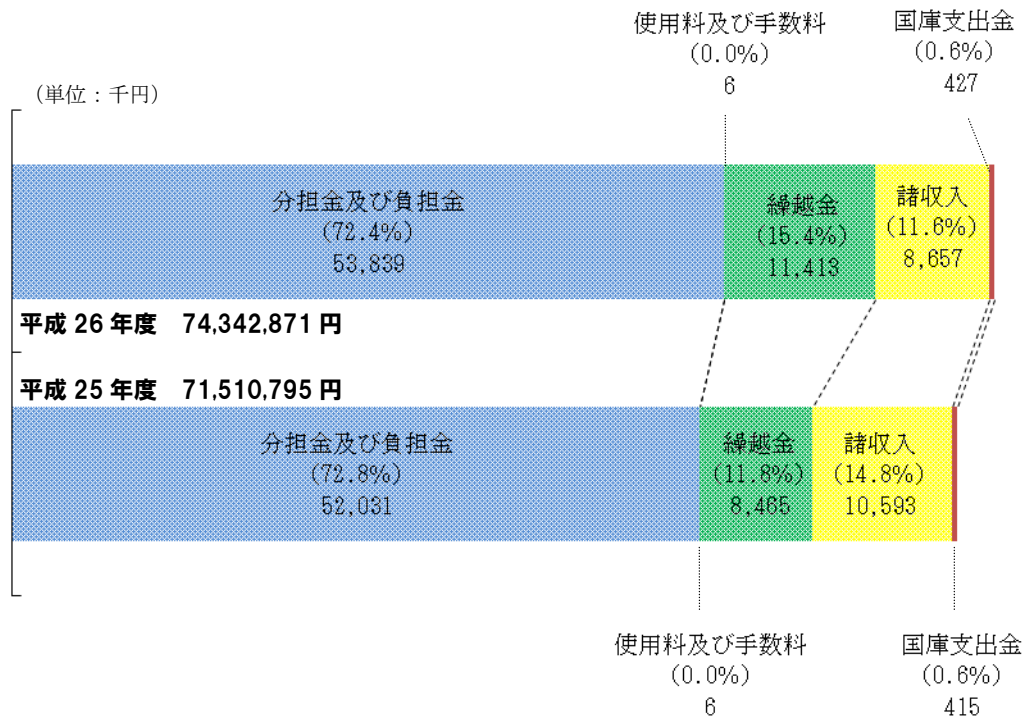 使用料及び手数料
(0.0%)
6
国庫支出金
(0.6%)
427
(単位：千円)
分担金及び負担金
(72.4%)
53,839
繰越金
(15.4%)
11,413
諸収入
(11.6%)
8,657
平成 26 年度 74,342,871 円
平成 25 年度 71,510,795 円
分担金及び負担金
(72.8%)
52,031
繰越金
(11.8%)
8,465
諸収入
(14.8%)
10,593
使用料及び手数料
(0.0%)
6
国庫支出金
(0.6%)
415